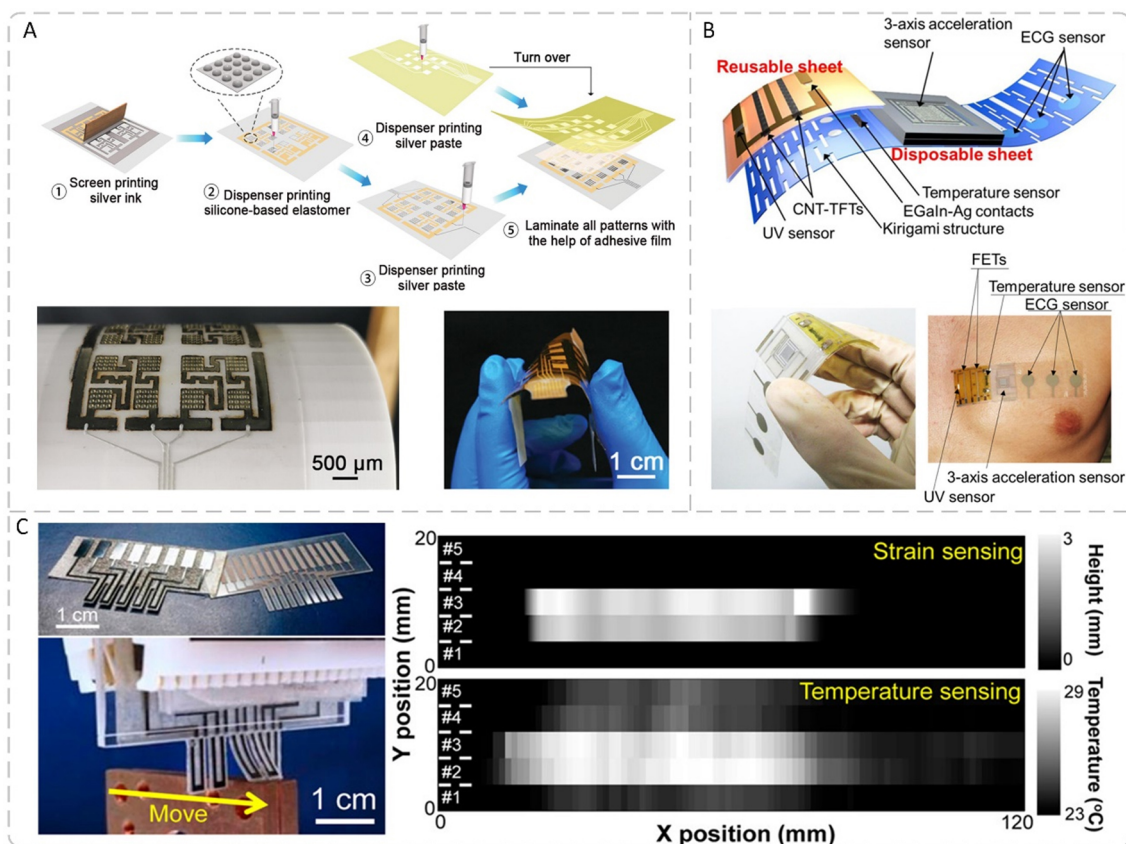 A
① Screen printing
silver ink
② Dispenser printing
silicone-based elastomer
④ Dispenser printing
silver paste
Turn over
③ Dispenser printing
silver paste
⑤ Laminate all patterns with
the help of adhesive film
500 µm
1 cm
B
3-axis acceleration
sensor
ECG sensor
Reusable sheet
Disposable sheet
Temperature sensor
CNT-TFTs
EGaIn-Ag contacts
UV sensor
Kirigami structure
FETs
Temperature sensor
ECG sensor
3-axis acceleration sensor
UV sensor
C
1 cm
Move
1 cm
Y position (mm)
20
#5
#4
#3
#2
#1
0
Strain sensing
3
0
Height (mm)
20
#5
#4
#3
#2
#1
0
Temperature sensing
29
23
Temperature (ºC)
0
120
X position (mm)